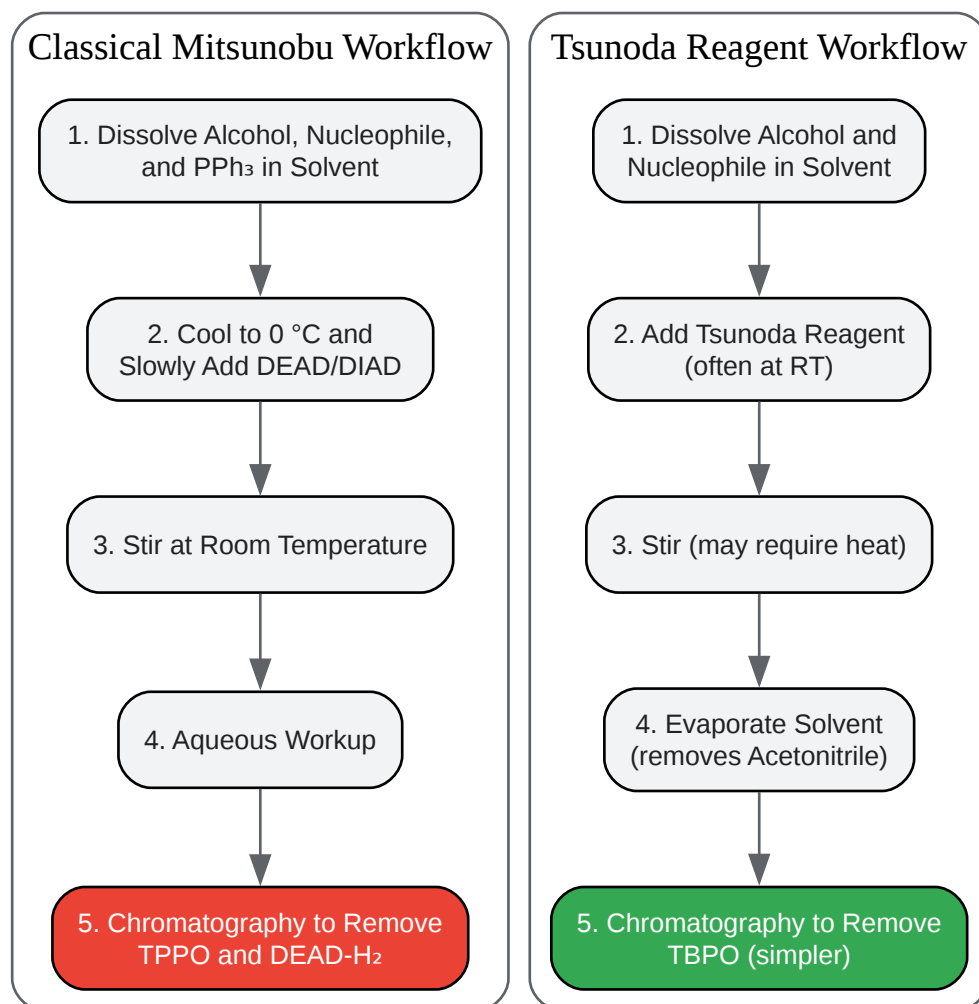 Classical Mitsunobu Workflow
1. Dissolve Alcohol, Nucleophile,
and PPh₃ in Solvent
2. Cool to 0 °C and
Slowly Add DEAD/DIAD
3. Stir at Room Temperature
4. Aqueous Workup
5. Chromatography to Remove
TPPO and DEAD-H₂
Tsunoda Reagent Workflow
1. Dissolve Alcohol and
Nucleophile in Solvent
2. Add Tsunoda Reagent
(often at RT)
3. Stir (may require heat)
4. Evaporate Solvent
(removes Acetonitrile)
5. Chromatography to Remove
TBPO (simpler)